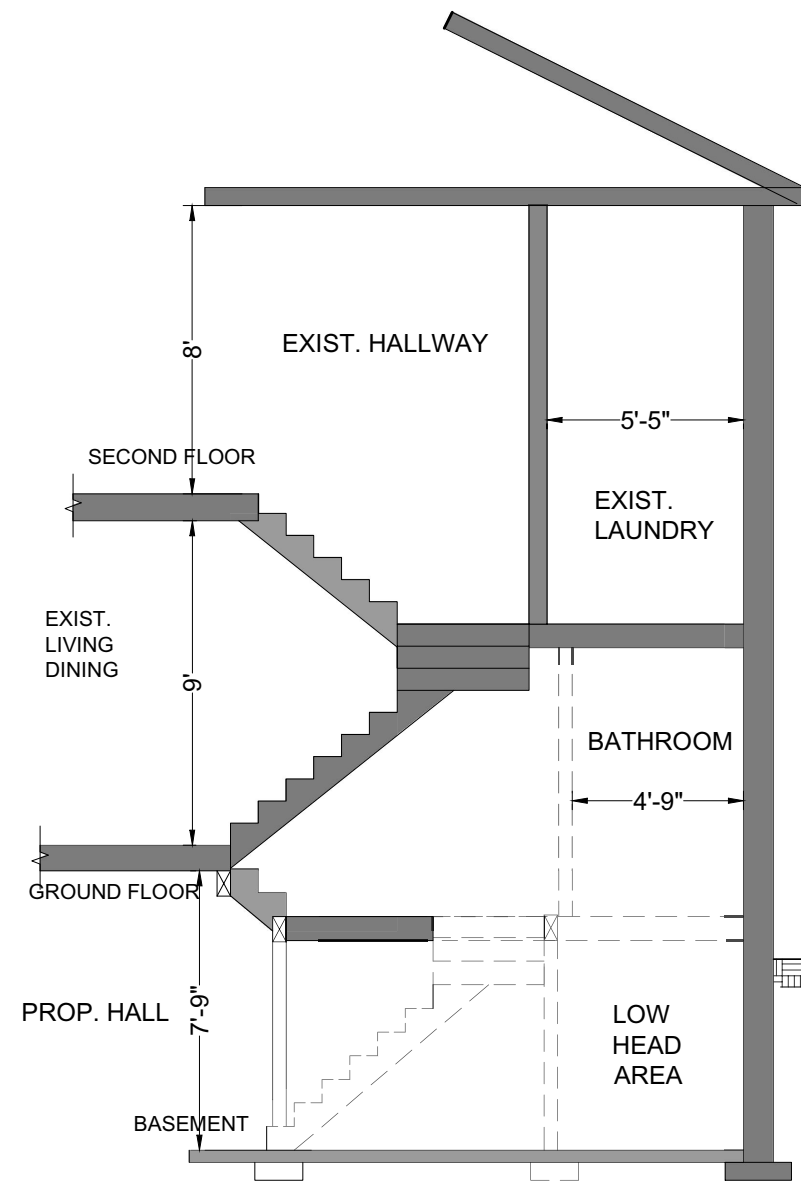 8'
EXIST. HALLWAY
5'-5"
SECOND FLOOR
EXIST.
LAUNDRY
EXIST.
LIVING
DINING
9'
BATHROOM
4'-9"
GROUND FLOOR
PROP. HALL
7'-9"
LOW
HEAD
AREA
BASEMENT